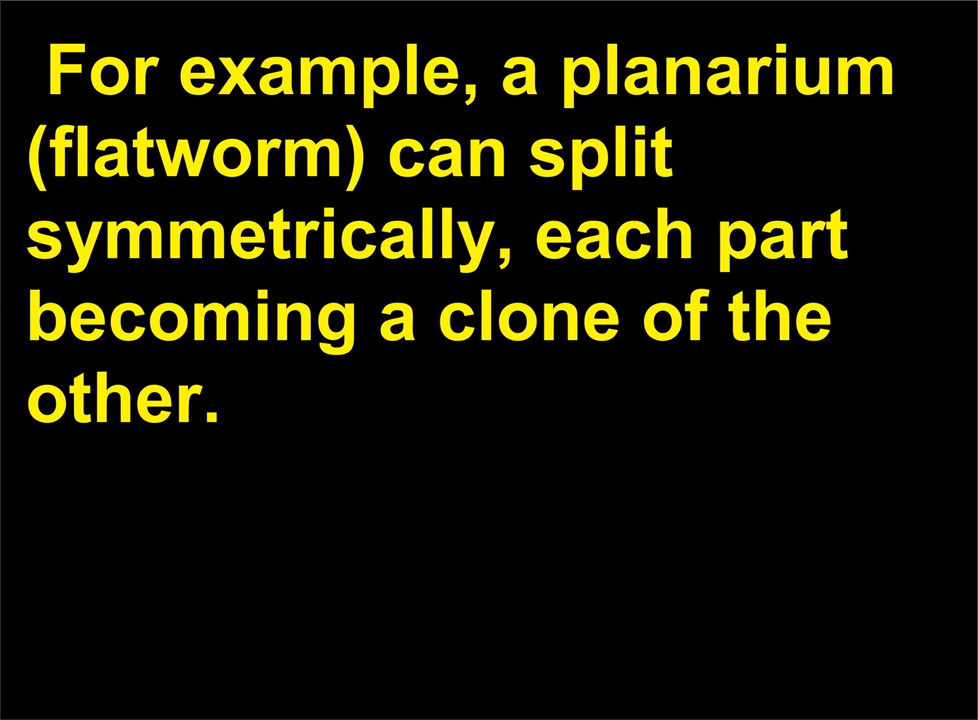 For example, a planarium
(flatworm) can split
symmetrically, each part
becoming a clone of the
other.